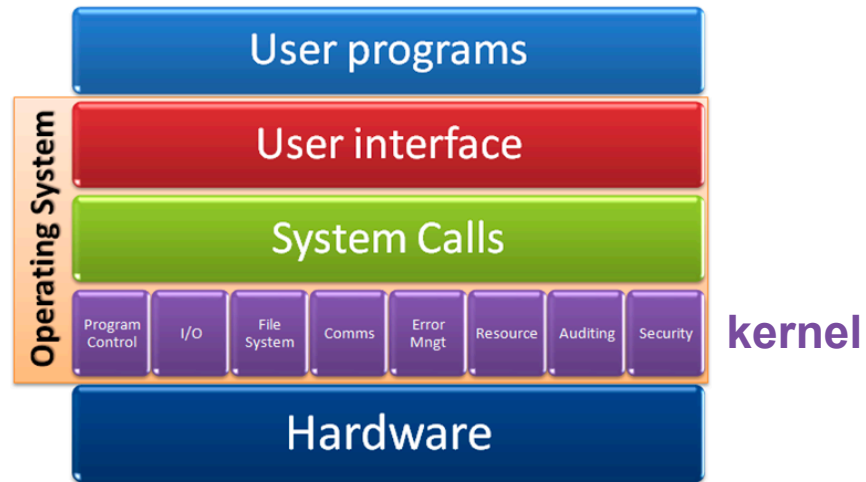 User programs
Operating System
User interface
System Calls
Program
Control
I/O
File
System
Comms
Error
Mngt
Resource
Auditing
Security
kernel
Hardware